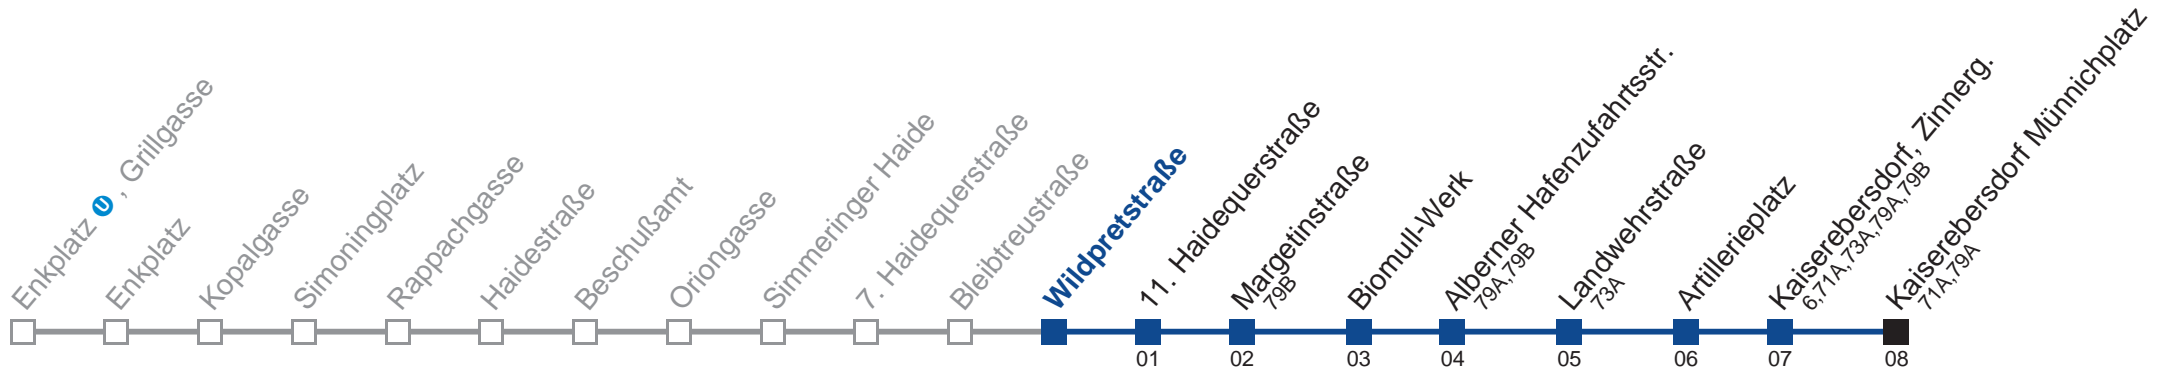 Enkplatz U , Grillgasse
Enkplatz
Kopalgasse
Simoningplatz
Rappachgasse
Haidestraße
Beschußamt
Oriongasse
Simmeringer Haide
7. Haidequerstraße
Bleibtreustraße
Wildpretstraße
11. Haidequerstraße
Margetinstraße
79B
Biomull-Werk
Alberner Hafenzufahrtsstr.
79A,79B
Landwehrstraße
73A
Artillerieplatz
Kaiserebersdorf, Zinnerg.
6,71A,73A,79A,79B
Kaiserebersdorf Münnichplatz
71A,79A
01 02 03 04 05 06 07 08